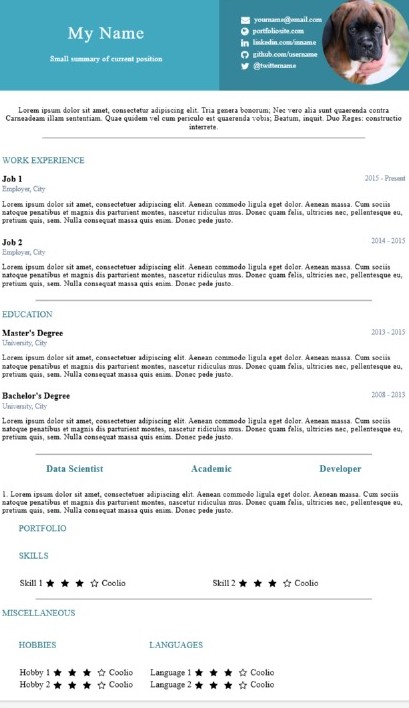 My Name
Small summary of current position
yourname@email.com
portfoliosite.com
linkedin.com/inname
github.com/username
@twittername
Lorem ipsum dolor sit amet, consectetur adipiscing elit. Tria genera bonorum; Nec vero alia sunt quaerenda contra
Carneadeam illam sententiam. Quae quidem vel cum periculo est quaerenda vobis; Beatum, inquit. Duo Reges: constructio
interrete.
WORK EXPERIENCE
Job 1 2015 - Present
Employer, City
Lorem ipsum dolor sit amet, consectetuer adipiscing elit. Aenean commodo ligula eget dolor. Aenean massa. Cum sociis
natoque penatibus et magnis dis parturient montes, nascetur ridiculus mus. Donec quam felis, ultricies nec, pellentesque eu,
pretium quis, sem. Nulla consequat massa quis enim. Donec pede justo.
Job 2 2014 - 2015
Employer, City
Lorem ipsum dolor sit amet, consectetuer adipiscing elit. Aenean commodo ligula eget dolor. Aenean massa. Cum sociis
natoque penatibus et magnis dis parturient montes, nascetur ridiculus mus. Donec quam felis, ultricies nec, pellentesque eu,
pretium quis, sem. Nulla consequat massa quis enim. Donec pede justo.
EDUCATION
Master's Degree 2013 - 2015
University, City
Lorem ipsum dolor sit amet, consectetuer adipiscing elit. Aenean commodo ligula eget dolor. Aenean massa. Cum sociis
natoque penatibus et magnis dis parturient montes, nascetur ridiculus mus. Donec quam felis, ultricies nec, pellentesque eu,
pretium quis, sem. Nulla consequat massa quis enim. Donec pede justo.
Bachelor's Degree 2008 - 2013
University, City
Lorem ipsum dolor sit amet, consectetuer adipiscing elit. Aenean commodo ligula eget dolor. Aenean massa. Cum sociis
natoque penatibus et magnis dis parturient montes, nascetur ridiculus mus. Donec quam felis, ultricies nec, pellentesque eu,
pretium quis, sem. Nulla consequat massa quis enim. Donec pede justo.
Data Scientist Academic Developer
1. Lorem ipsum dolor sit amet, consectetuer adipiscing elit. Aenean commodo ligula eget dolor. Aenean massa. Cum sociis
natoque penatibus et magnis dis parturient montes, nascetur ridiculus mus. Donec quam felis, ultricies nec, pellentesque eu,
pretium quis, sem. Nulla consequat massa quis enim. Donec pede justo.
PORTFOLIO
SKILLS
Skill 1 ★ ★ ★ ☆ Coolio Skill 2 ★ ★ ★ ☆ Coolio
MISCELLANEOUS
HOBBIES LANGUAGES
Hobby 1 ★ ★ ★ ☆ Coolio Language 1 ★ ★ ★ ☆ Coolio
Hobby 2 ★ ★ ★ ☆ Coolio Language 2 ★ ★ ★ ☆ Coolio